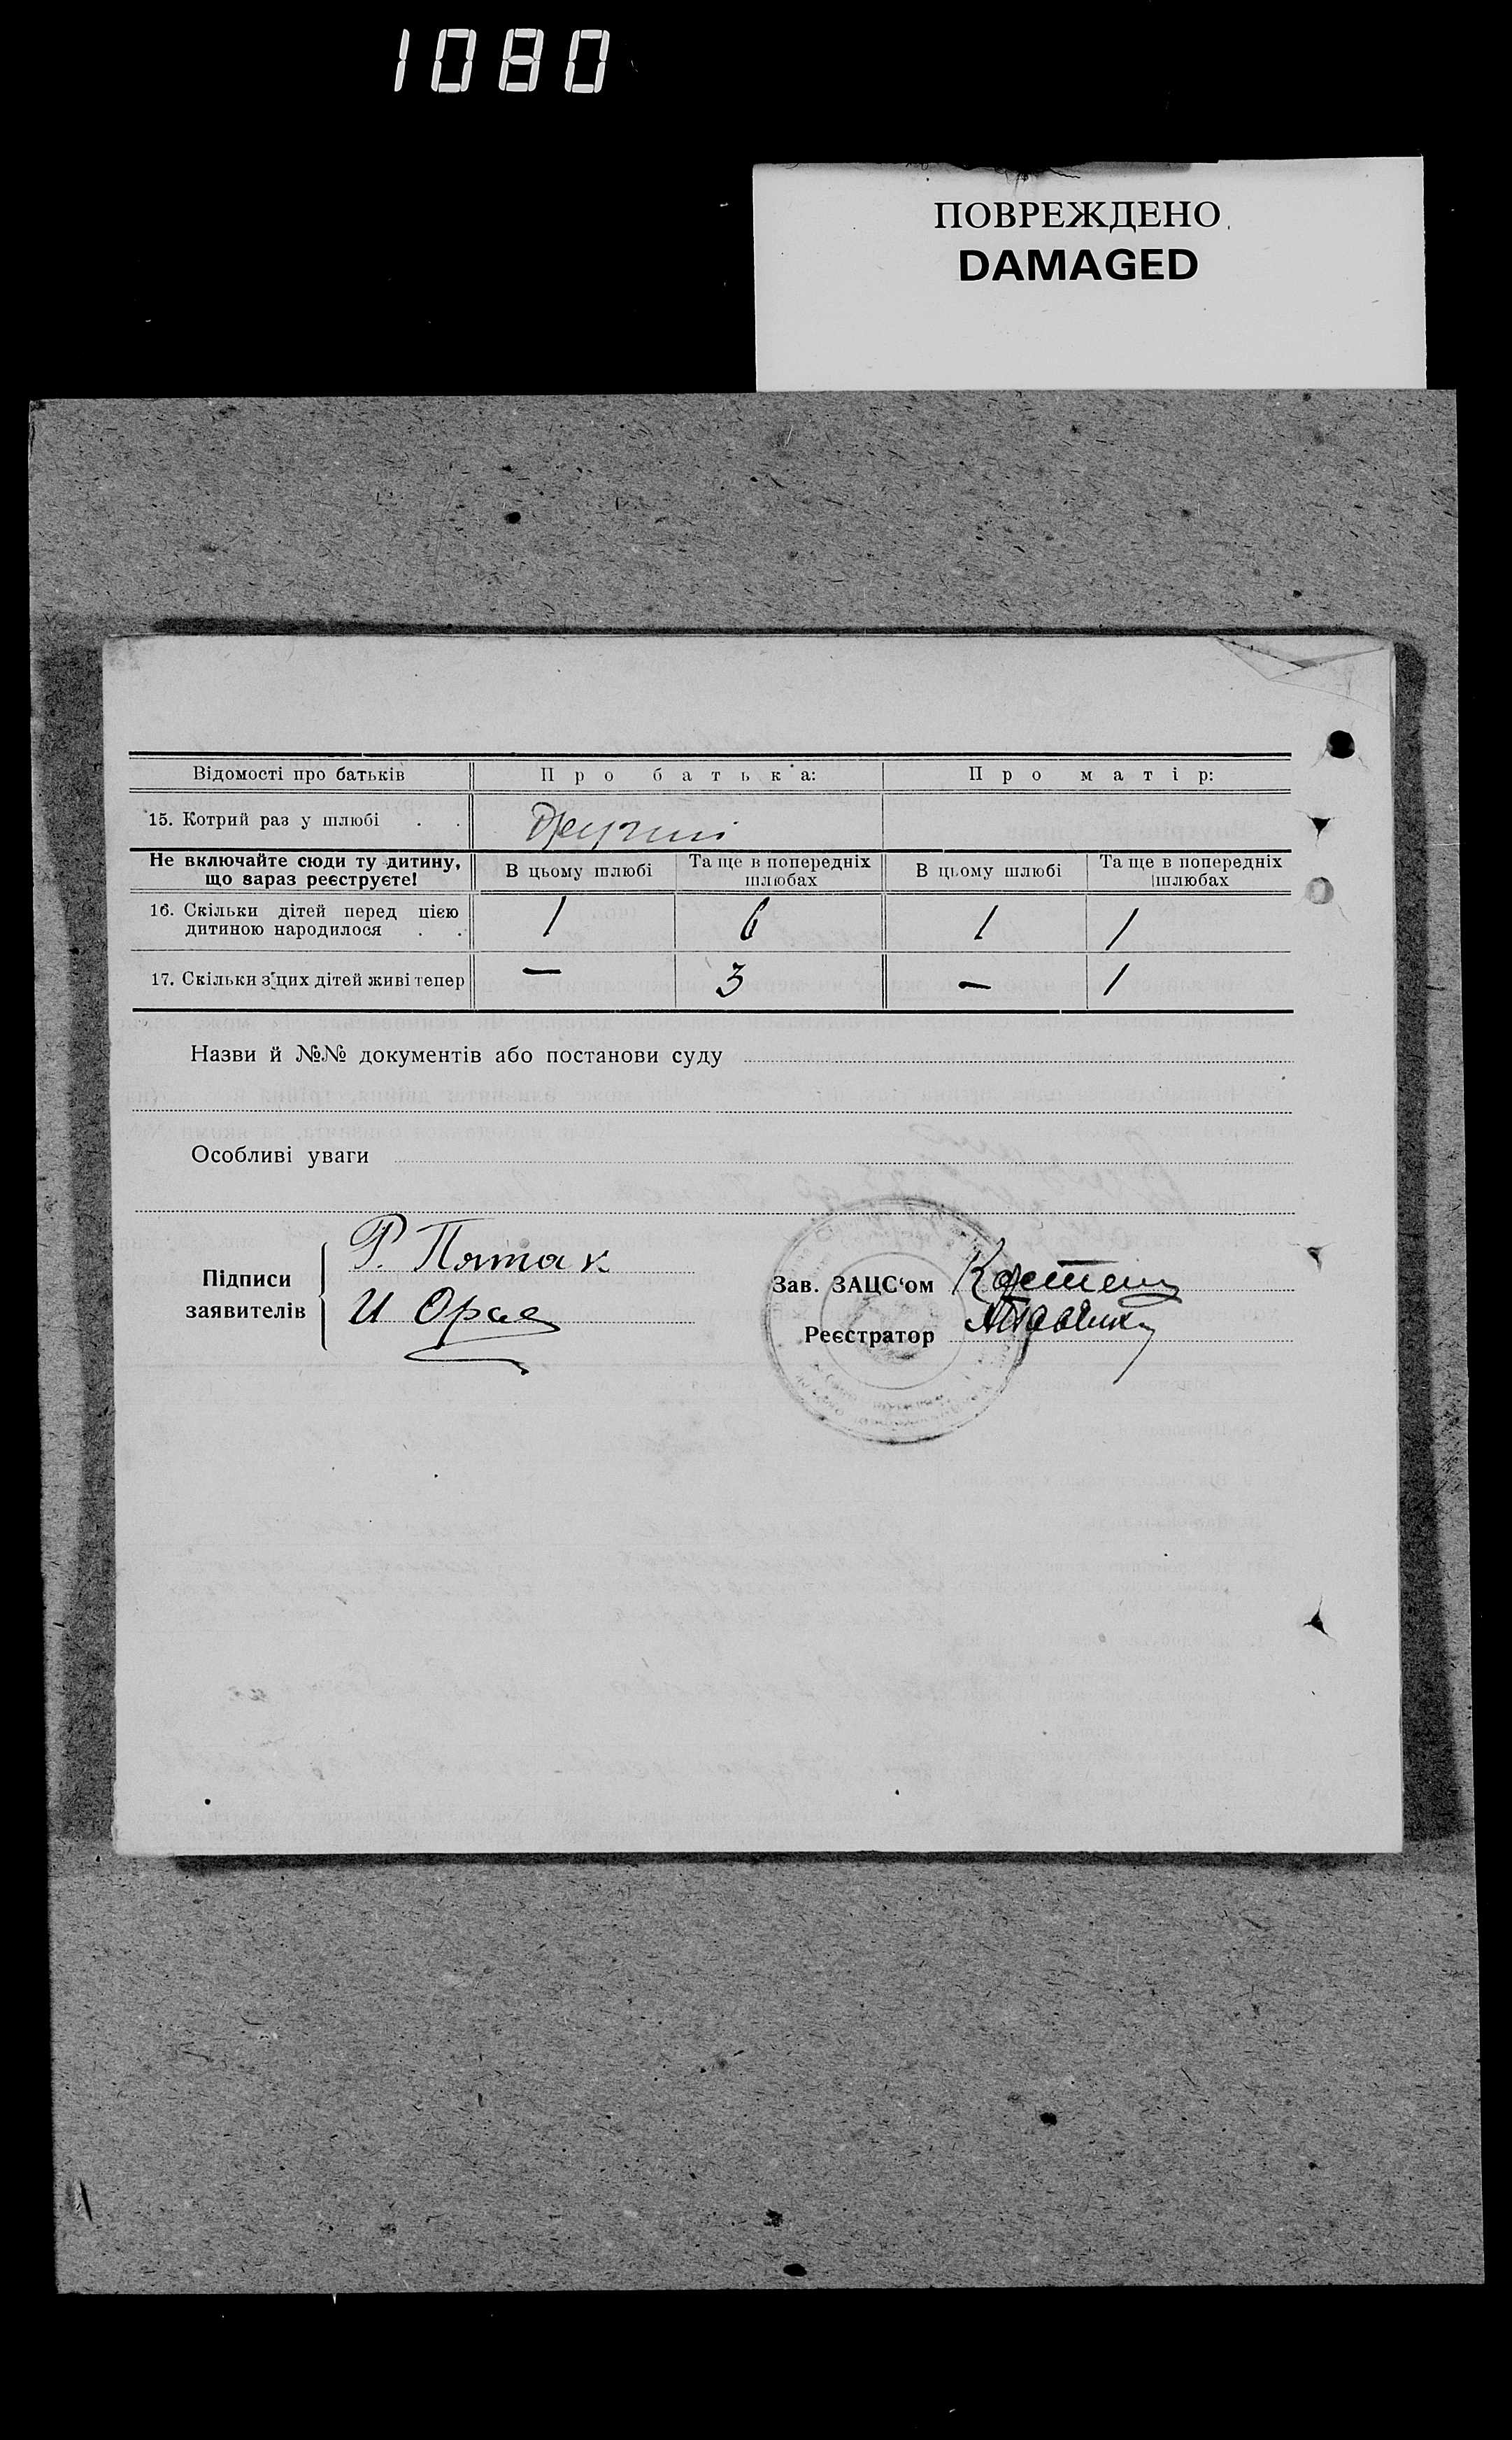 1080
ПОВРЕЖДЕНО
DAMAGED
Відомості про батьків Про батька: Про матір:
15. Котрий раз у шлюбі . . Другий
Не включайте сюди ту дитину, що вараз реєструєте! В цьому шлюбі Та ще в попередніх шлюбах В цьому шлюбі Та ще в попередніх шлюбах
16. Скільки дітей перед цією дитиною народилося . . 1 6 1 1
17. Скільки з цих дітей живі тепер — 3 — 1
Назви й №№ документів або постанови суду
Особливі уваги
Підписи заявителів
Р. Пятак
И Орал
Зав. ЗАЦС‘ом
Реєстратор